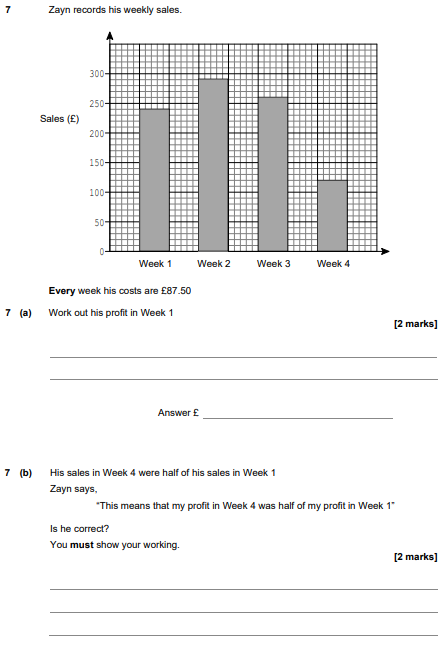 7 Zayn records his weekly sales.
300
250
Sales (£)
200
150
100
50
0
Week 1 Week 2 Week 3 Week 4
Every week his costs are £87.50
7 (a) Work out his profit in Week 1
[2 marks]
Answer £
7 (b) His sales in Week 4 were half of his sales in Week 1
Zayn says,
"This means that my profit in Week 4 was half of my profit in Week 1"
Is he correct?
You must show your working.
[2 marks]